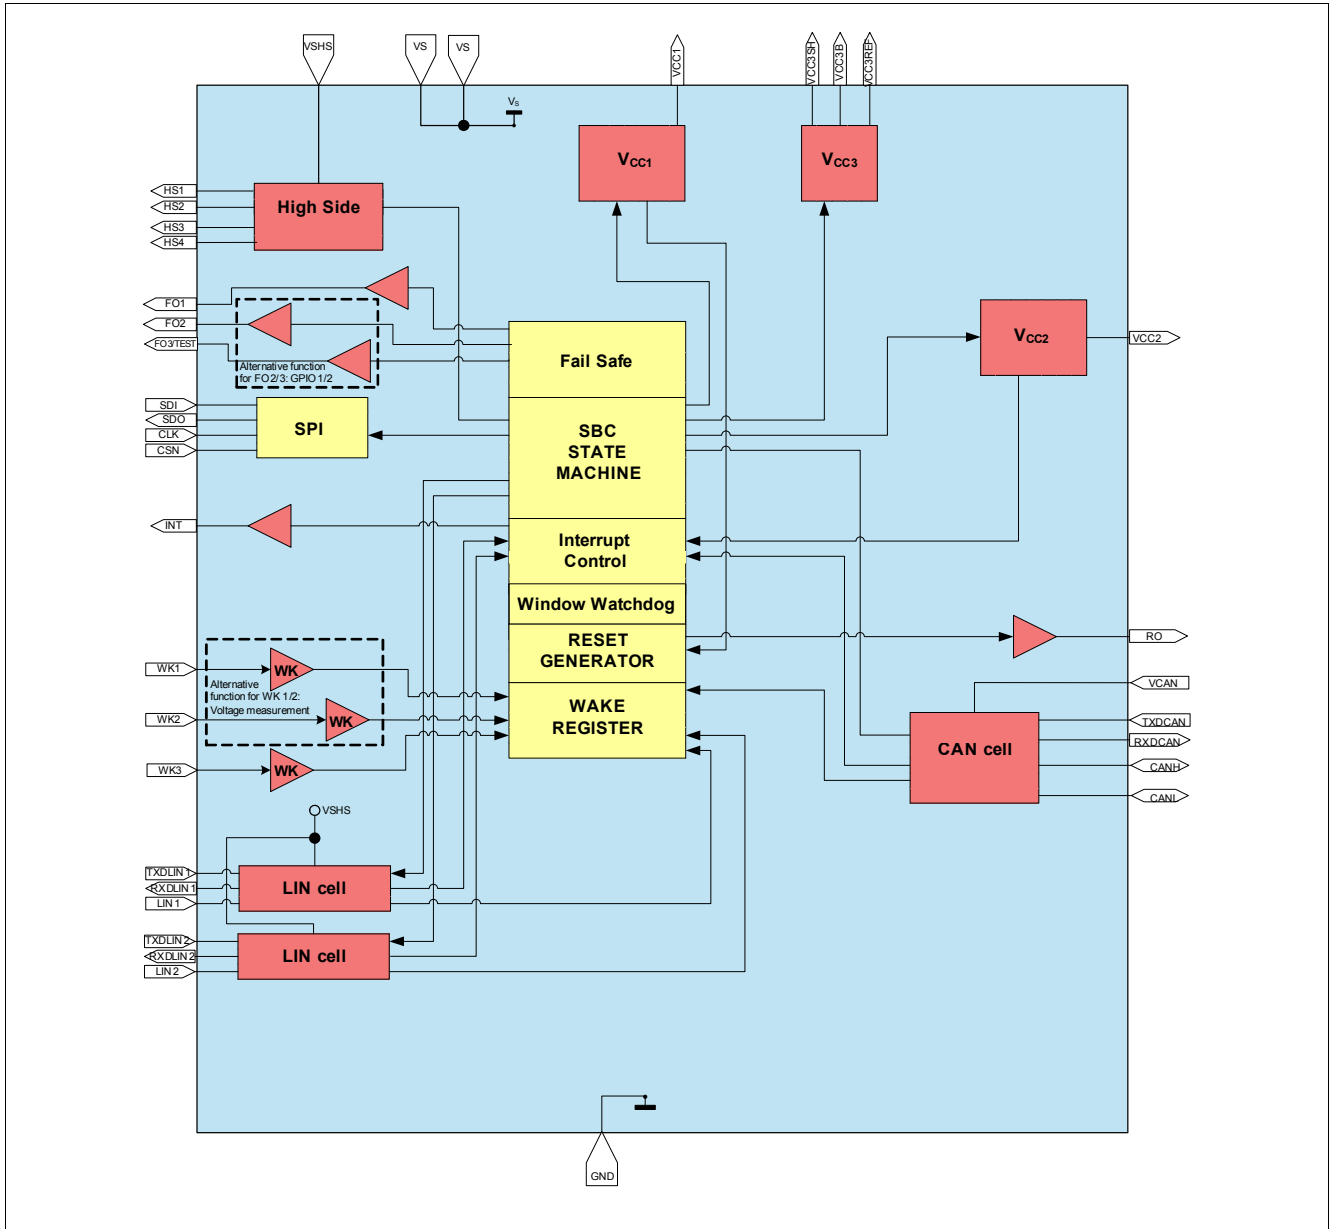 VSHS
VS
VS
VCC1
VCC3SH
VCC3B
VCC3REF
VS
VCC1
VCC3
HS1
HS2
HS3
HS4
High Side
FO1
FO2
FO3/TEST
Alternative function
for FO2/3: GPIO1/2
Fail Safe
VCC2
VCC2
SDI
SDO
CLK
CSN
SPI
SBC
STATE
MACHINE
INT
Interrupt
Control
Window Watchdog
RESET
GENERATOR
RO
WK1
WK2
WK3
WK
WK
WK
Alternative
function for WK 1/2:
Voltage measurement
WAKE
REGISTER
VCAN
TXDCAN
RXDCAN
CANH
CANL
CAN cell
VSHS
TXDLIN1
RXDLIN1
LIN1
LIN cell
TXDLIN2
RXDLIN2
LIN2
LIN cell
GND